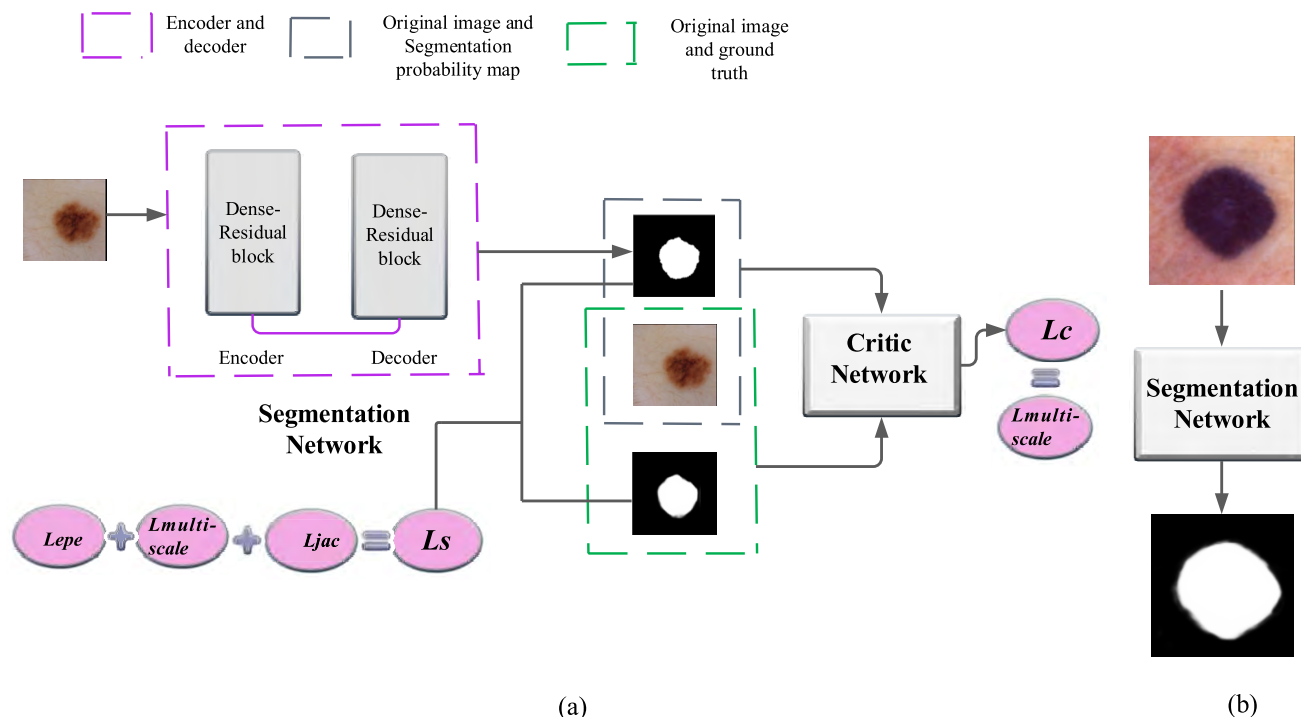 Encoder and
decoder
Original image and
Segmentation
probability map
Original image
and ground
truth
Dense-
Residual
block
Dense-
Residual
block
Encoder
Decoder
Segmentation
Network
Critic
Network
Lc
Lmulti-
scale
Lepe
Lmulti-
scale
Ljac
Ls
Segmentation
Network
(a)
(b)